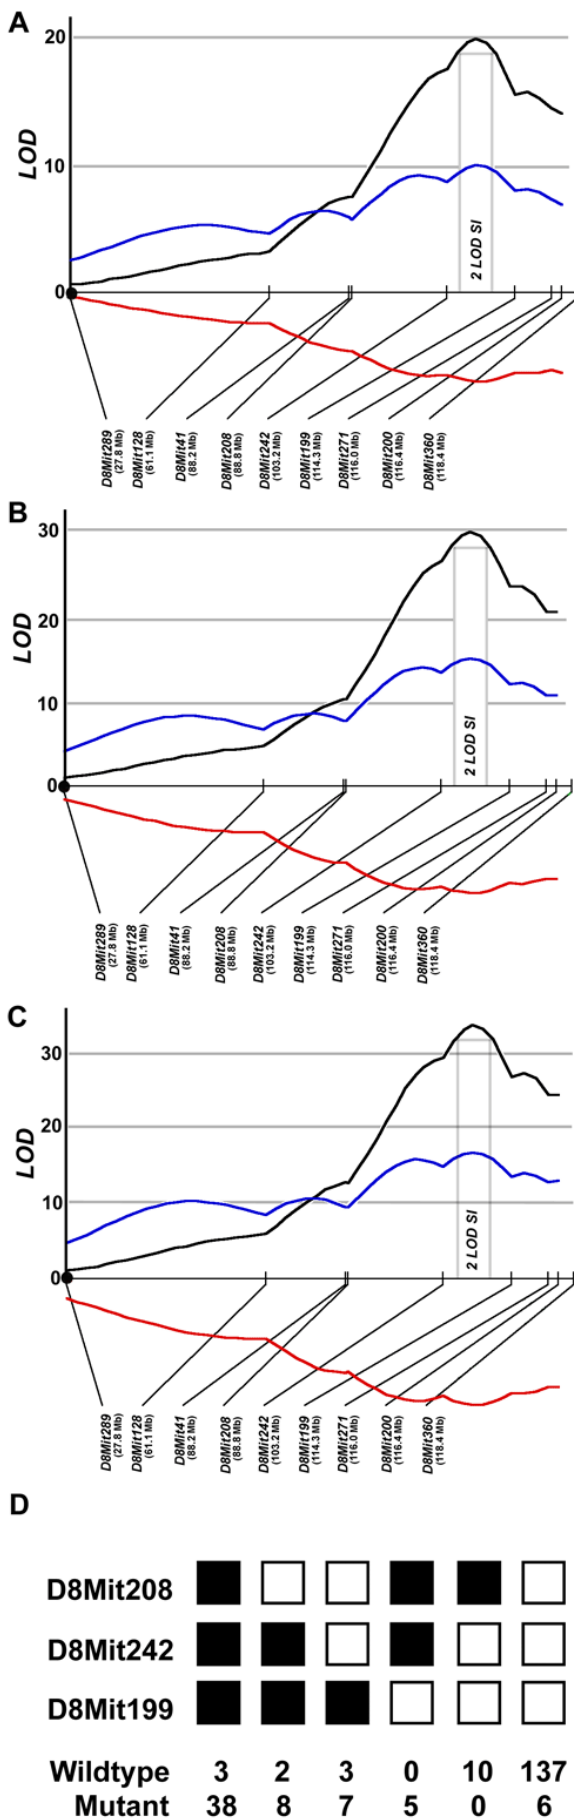 A
20
10
0
LOD
2 LOD SI
D8Mit289
(27.8 Mb)
D8Mit128
(61.1 Mb)
D8Mit41
(88.2 Mb)
D8Mit208
(88.8 Mb)
D8Mit242
(103.2 Mb)
D8Mit199
(114.3 Mb)
D8Mit271
(116.0 Mb)
D8Mit200
(116.4 Mb)
D8Mit360
(118.4 Mb)
B
30
20
10
0
LOD
2 LOD SI
D8Mit289
(27.8 Mb)
D8Mit128
(61.1 Mb)
D8Mit41
(88.2 Mb)
D8Mit208
(88.8 Mb)
D8Mit242
(103.2 Mb)
D8Mit199
(114.3 Mb)
D8Mit271
(116.0 Mb)
D8Mit200
(116.4 Mb)
D8Mit360
(118.4 Mb)
C
30
20
10
0
LOD
2 LOD SI
D8Mit289
(27.8 Mb)
D8Mit128
(61.1 Mb)
D8Mit41
(88.2 Mb)
D8Mit208
(88.8 Mb)
D8Mit242
(103.2 Mb)
D8Mit199
(114.3 Mb)
D8Mit271
(116.0 Mb)
D8Mit200
(116.4 Mb)
D8Mit360
(118.4 Mb)
D
D8Mit208
D8Mit242
D8Mit199
Wildtype 3 2 3 0 10 137
Mutant 38 8 7 5 0 6